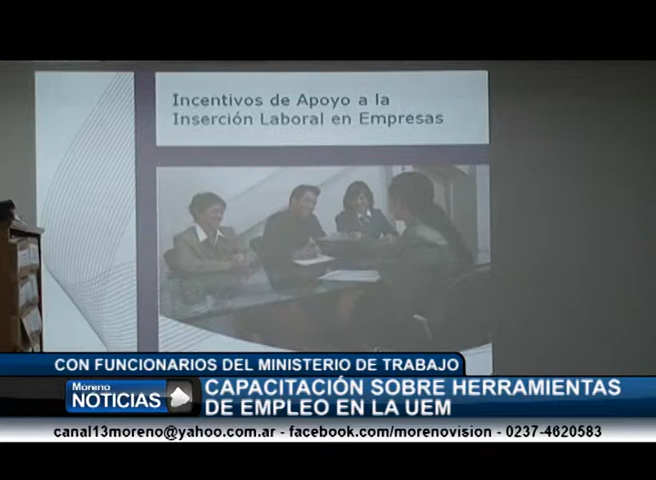 Incentivos de Apoyo a la
Inserción Laboral en Empresas
CON FUNCIONARIOS DEL MINISTERIO DE TRABAJO
Moreno
NOTICIAS
CAPACITACIÓN SOBRE HERRAMIENTAS
DE EMPLEO EN LA UEM
canal13moreno@yahoo.com.ar - facebook.com/morenovision - 0237-4620583